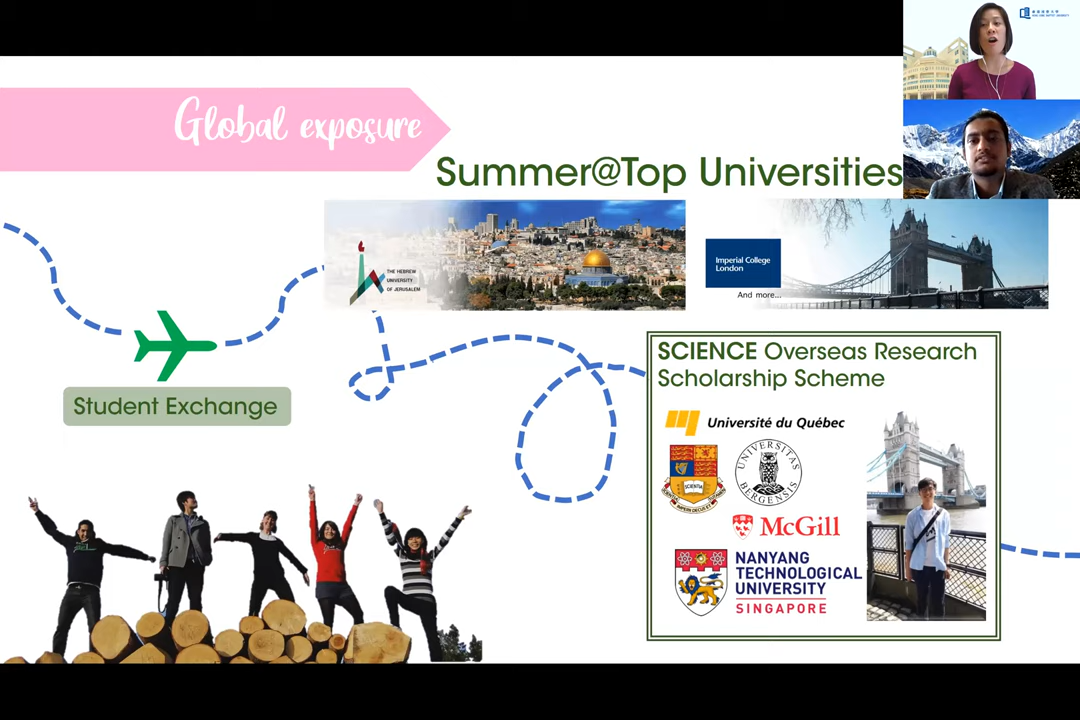 Global exposure
Summer@Top Universities
THE HEBREW
UNIVERSITY
OF JERUSALEM
Imperial College
London
And more...
Student Exchange
SCIENCE Overseas Research
Scholarship Scheme
Université du Québec
SCIENTIA
UNIVERSITAS
BERGENSIS
McGill
NANYANG
TECHNOLOGICAL
UNIVERSITY
SINGAPORE